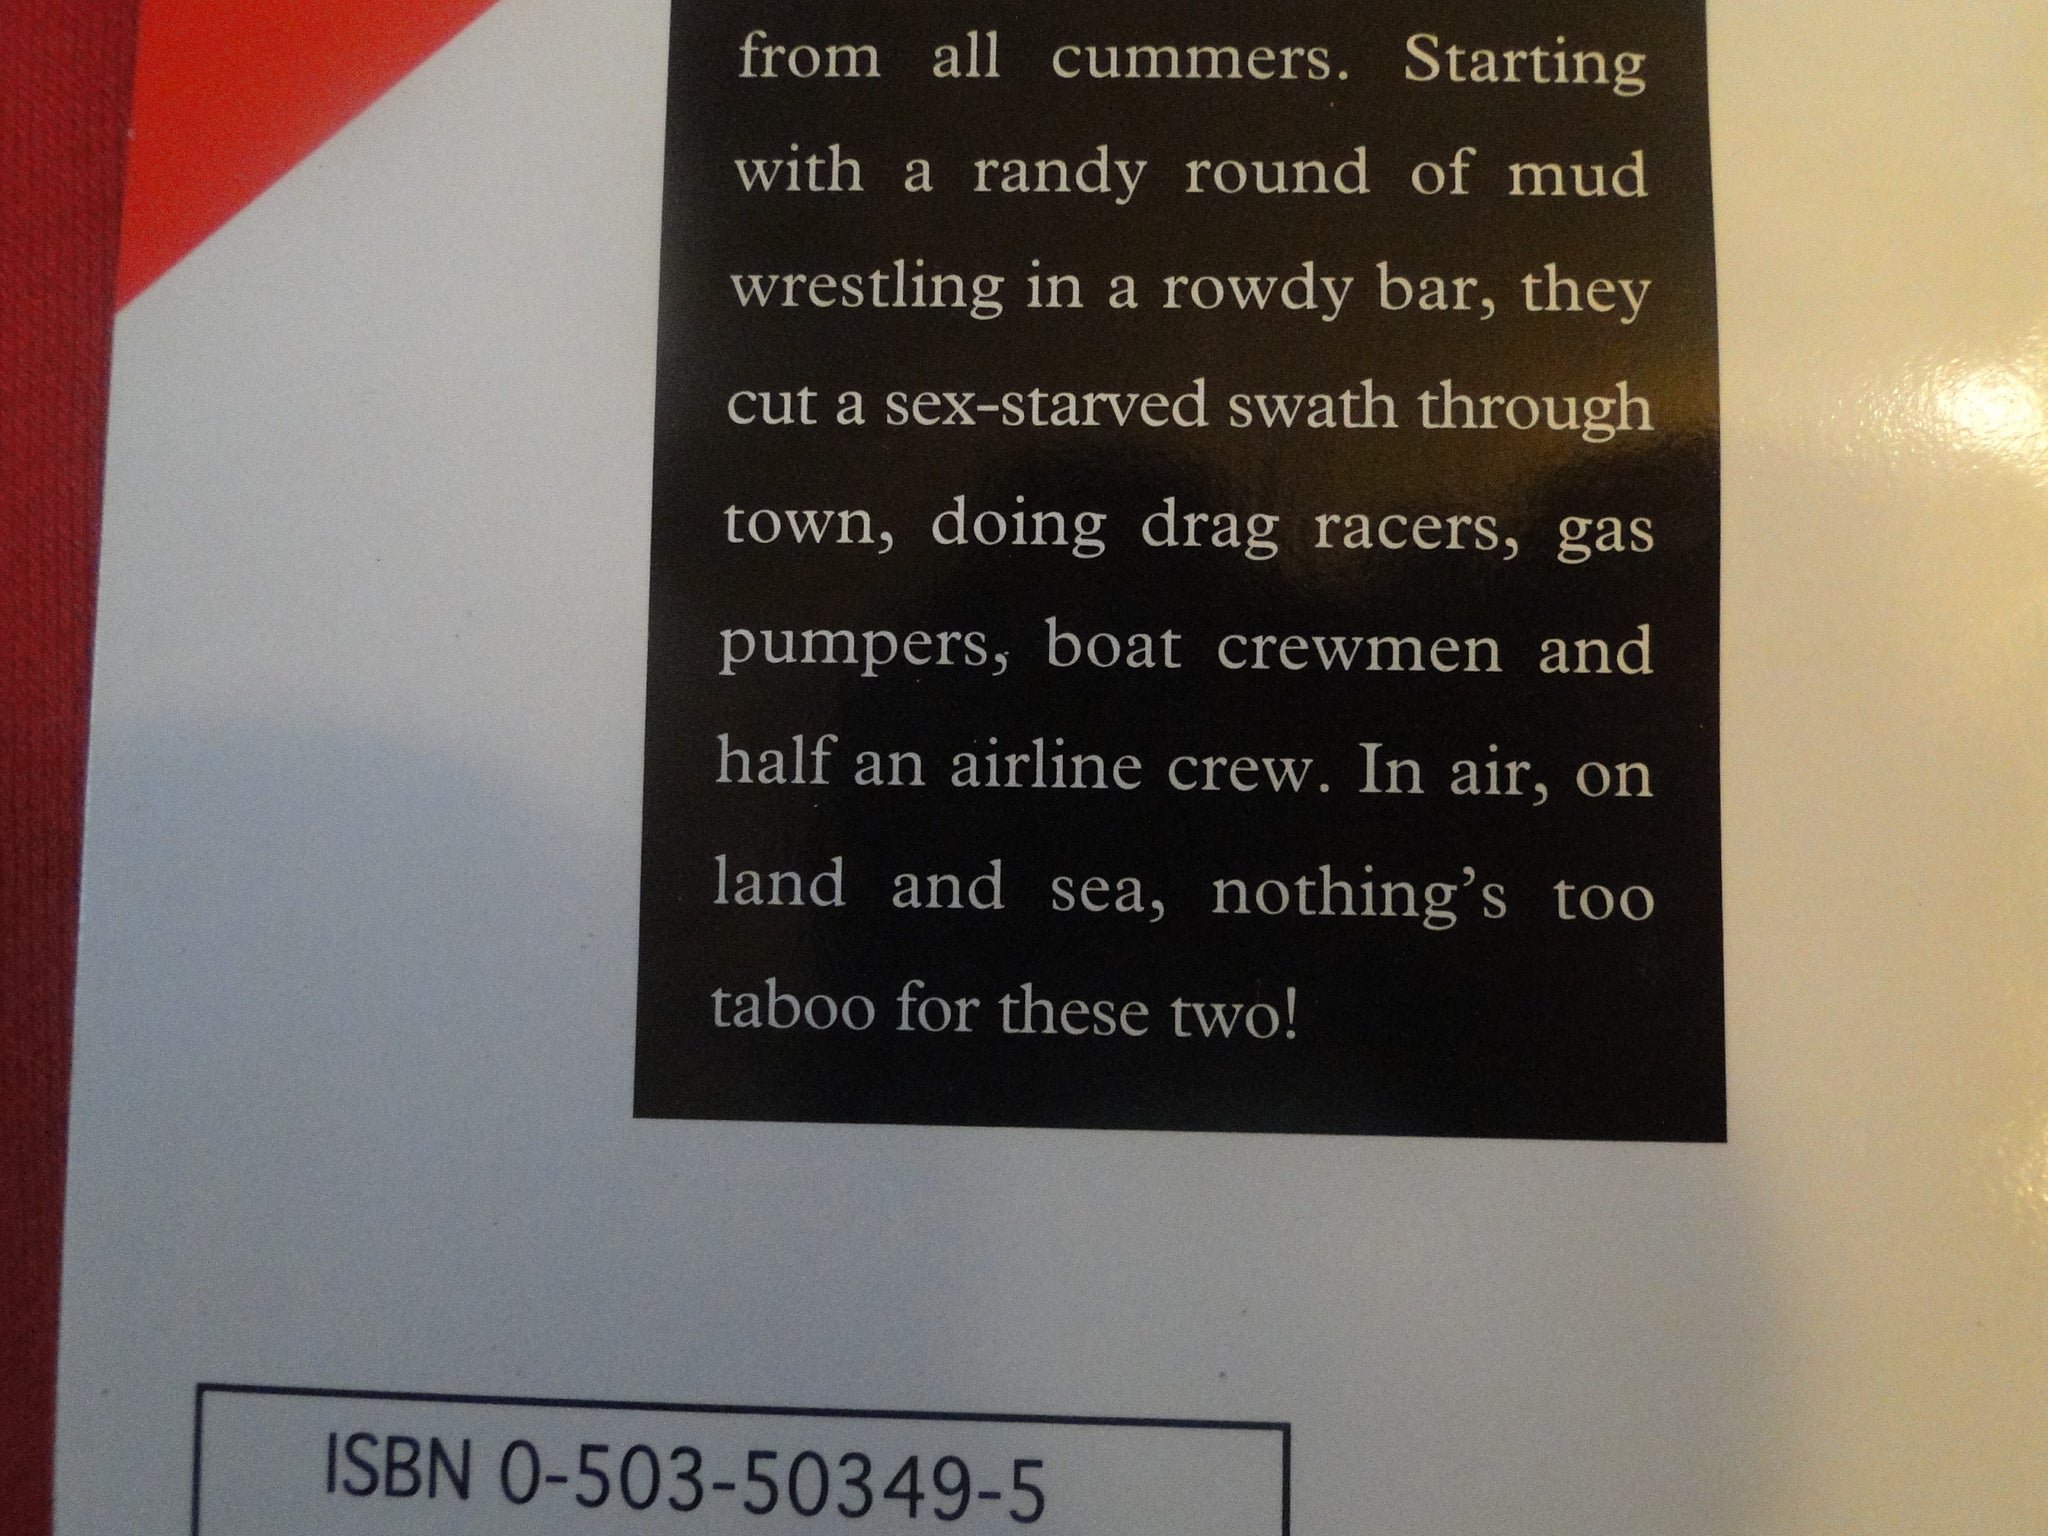 from all cummers. Starting
with a randy round of mud
wrestling in a rowdy bar, they
cut a sex-starved swath through
town, doing drag racers, gas
pumpers, boat crewmen and
half an airline crew. In air, on
land and sea, nothing's too
taboo for these two!
ISBN 0-503-50349-5